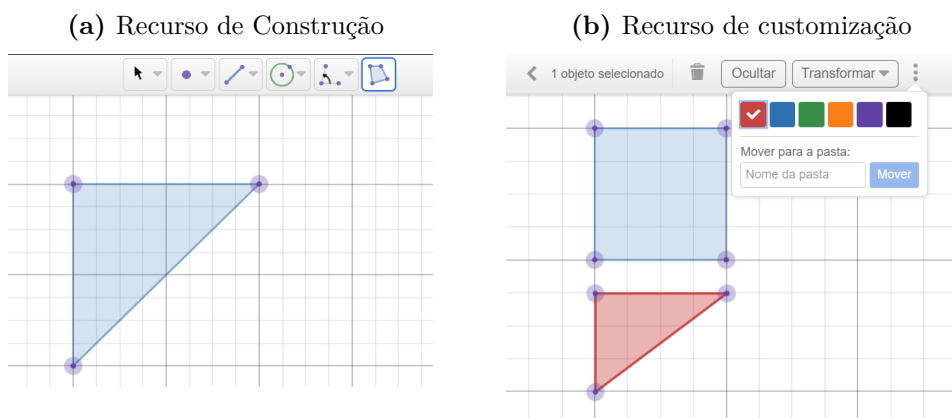 (a) Recurso de Construção
(b) Recurso de customização
1 objeto selecionado
Ocultar
Transformar
Mover para a pasta:
Nome da pasta
Mover